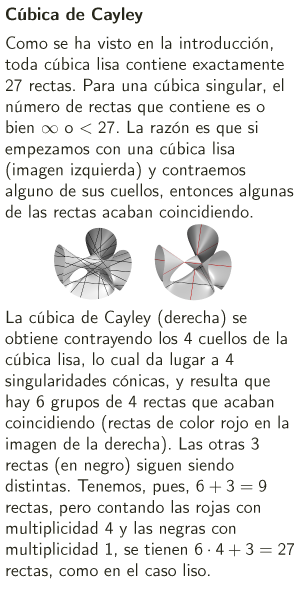 Cúbica de Cayley
Como se ha visto en la introducción,
toda cúbica lisa contiene exactamente
27 rectas. Para una cúbica singular, el
número de rectas que contiene es o
bien ∞ o < 27. La razón es que si
empezamos con una cúbica lisa
(imagen izquierda) y contraemos
alguno de sus cuellos, entonces algunas
de las rectas acaban coincidiendo.
La cúbica de Cayley (derecha) se
obtiene contrayendo los 4 cuellos de la
cúbica lisa, lo cual da lugar a 4
singularidades cónicas, y resulta que
hay 6 grupos de 4 rectas que acaban
coincidiendo (rectas de color rojo en la
imagen de la derecha). Las otras 3
rectas (en negro) siguen siendo
distintas. Tenemos, pues, 6 + 3 = 9
rectas, pero contando las rojas con
multiplicidad 4 y las negras con
multiplicidad 1, se tienen 6 · 4 + 3 = 27
rectas, como en el caso liso.